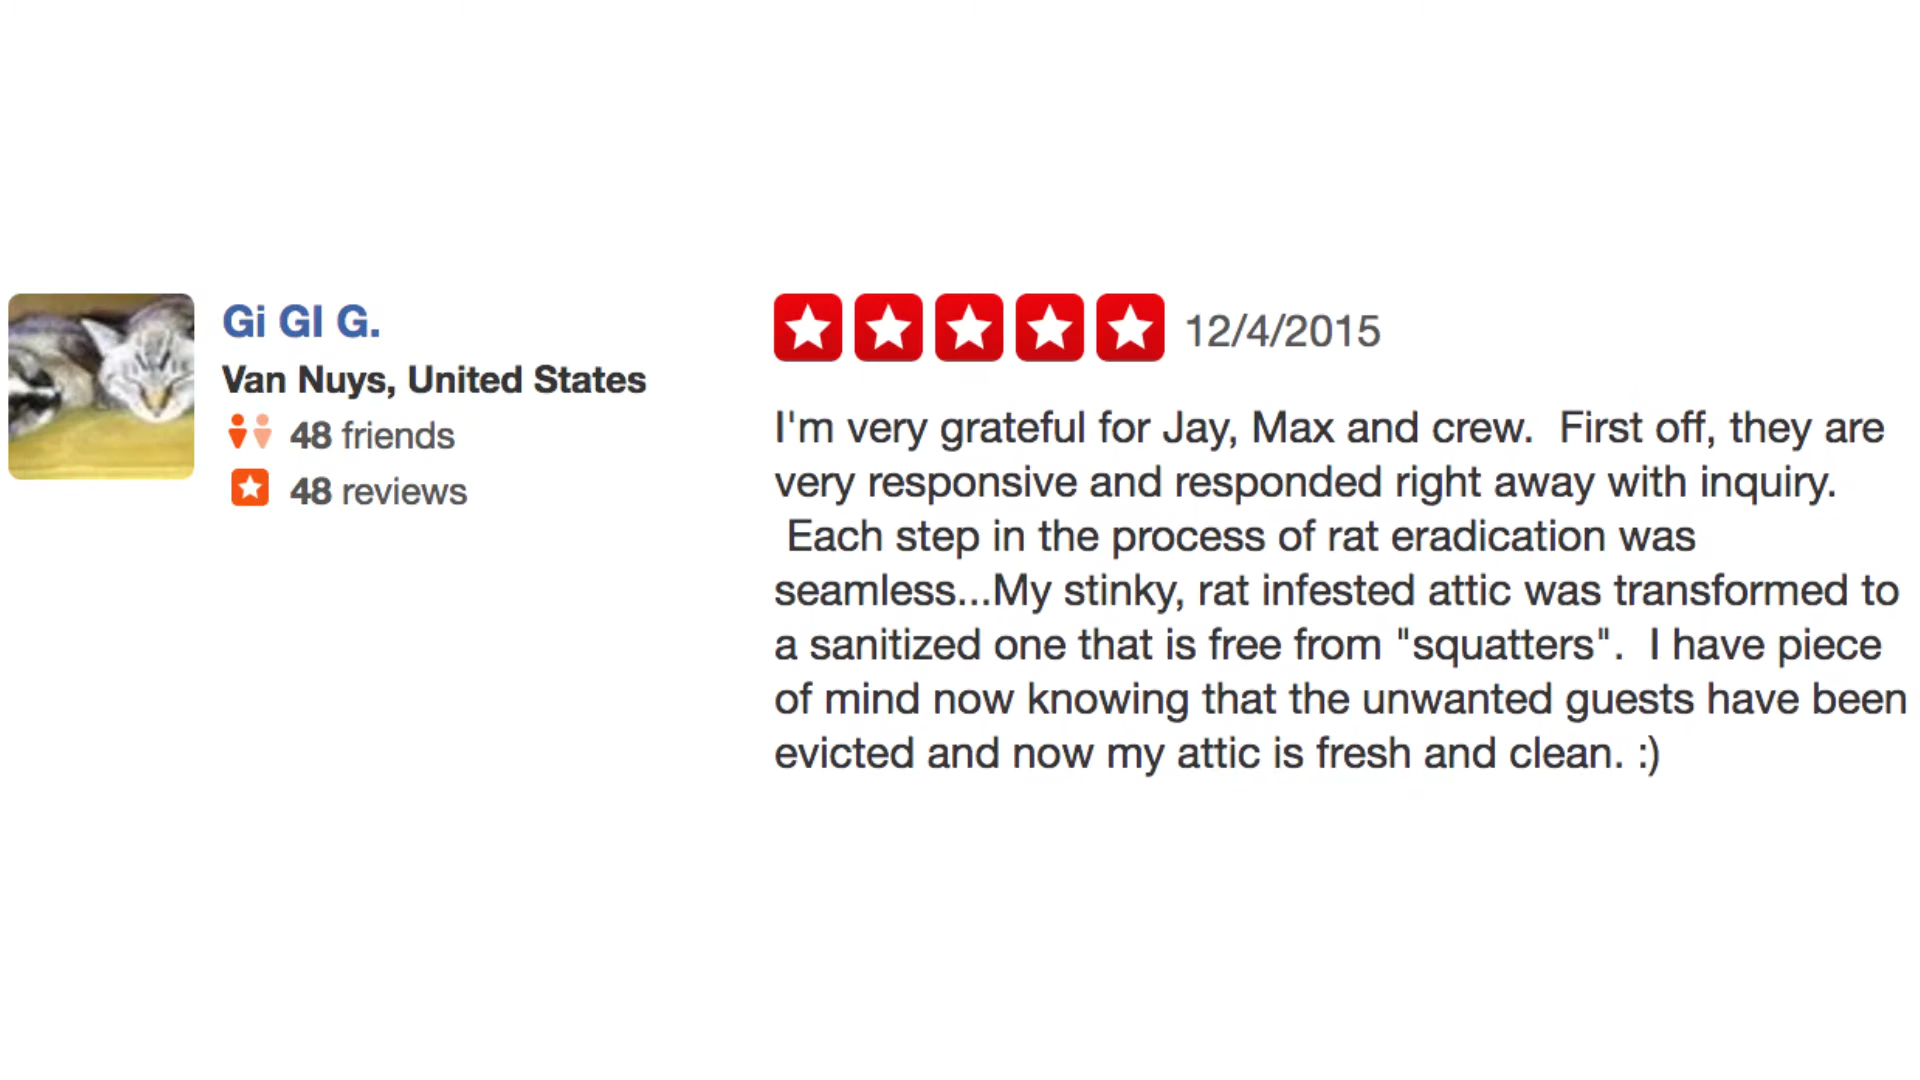 Gi GI G.
Van Nuys, United States
48 friends
48 reviews
12/4/2015
I'm very grateful for Jay, Max and crew.  First off, they are
very responsive and responded right away with inquiry.
Each step in the process of rat eradication was
seamless...My stinky, rat infested attic was transformed to
a sanitized one that is free from "squatters".  I have piece
of mind now knowing that the unwanted guests have been
evicted and now my attic is fresh and clean. :)